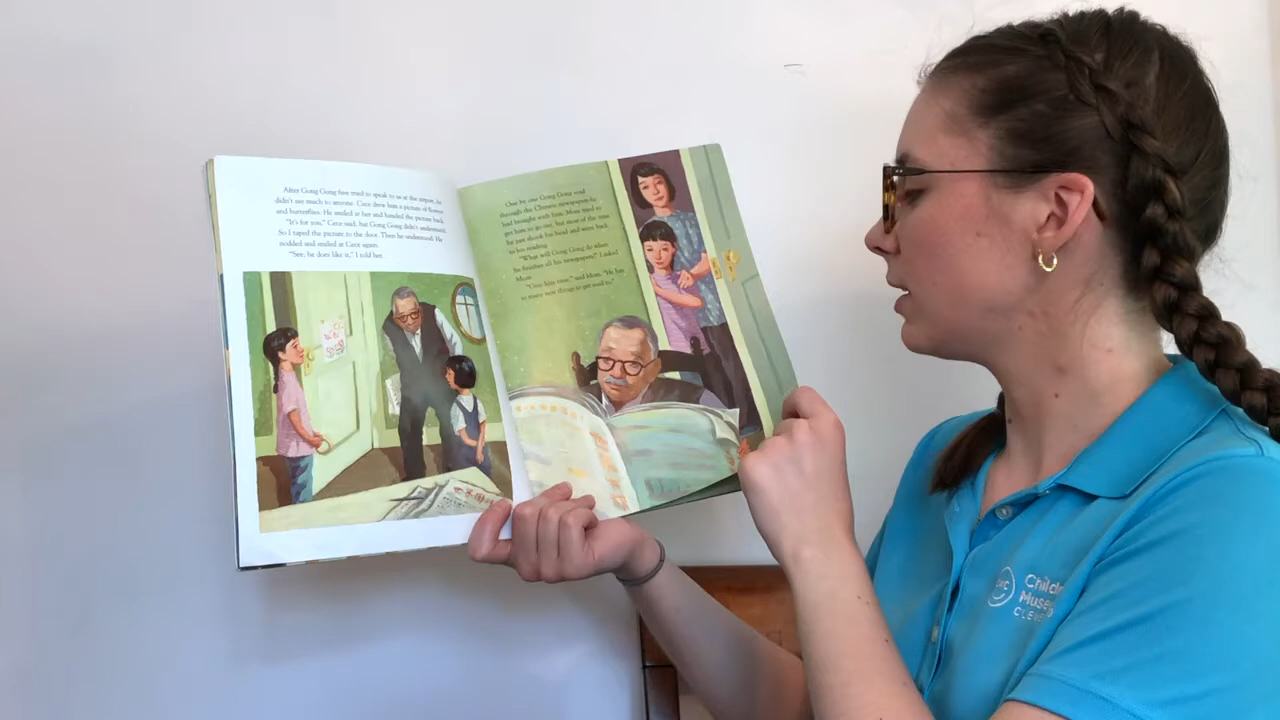 After Gong Gong first tried to speak to us at the airport, he
didn't say much to anyone. Cece drew him a picture of flowers
and butterflies. He smiled at her and handed the picture back.
"It's for you," Cece said, but Gong Gong didn't understand.
So I taped the picture to the door. Then he understood. He
nodded and smiled at Cece again.
"See, he does like it," I told her.
One by one Gong Gong read
through the Chinese newspapers he
had brought with him. Mom tried to
get him to go out, but most of the time
he just shook his head and went back
to his reading.
"What will Gong Gong do when
he finishes all his newspapers?" I asked
Mom.
"Give him time," said Mom. "He has
so many new things to get used to."
Museum